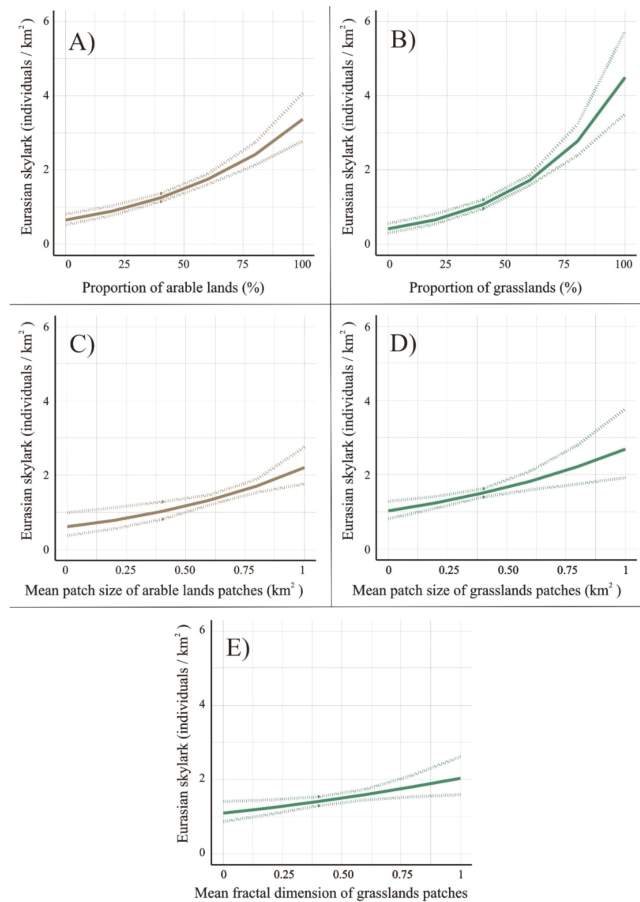 A)
Eurasian skylark (individuals / km²)
6
4
2
0
0 25 50 75 100
Proportion of arable lands (%)
B)
Eurasian skylark (individuals / km²)
6
4
2
0
0 25 50 75 100
Proportion of grasslands (%)
C)
Eurasian skylark (individuals / km²)
6
4
2
0
0 0.25 0.50 0.75 1
Mean patch size of arable lands patches (km²)
D)
Eurasian skylark (individuals / km²)
6
4
2
0
0 0.25 0.50 0.75 1
Mean patch size of grasslands patches (km²)
E)
Eurasian skylark (individuals / km²)
6
4
2
0
0 0.25 0.50 0.75 1
Mean fractal dimension of grasslands patches